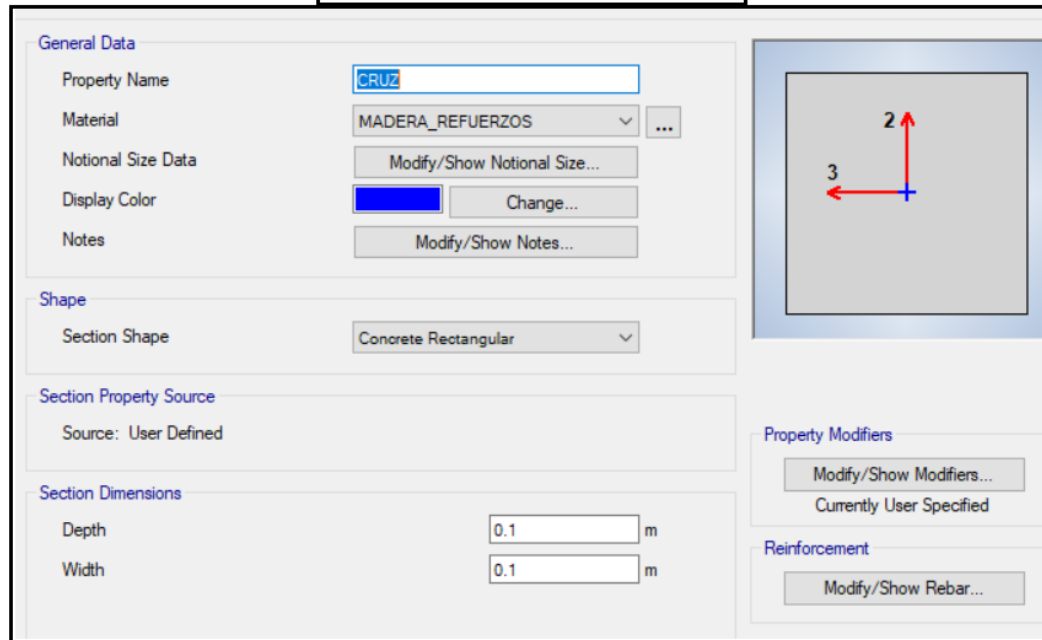 General Data
Property Name CRUZ
Material MADERA_REFUERZOS ...
Notional Size Data Modify/Show Notional Size...
Display Color Change...
Notes Modify/Show Notes...
2
3
Shape
Section Shape Concrete Rectangular
Section Property Source
Source: User Defined
Property Modifiers
Modify/Show Modifiers...
Currently User Specified
Section Dimensions
Depth 0.1 m
Width 0.1 m
Reinforcement
Modify/Show Rebar...